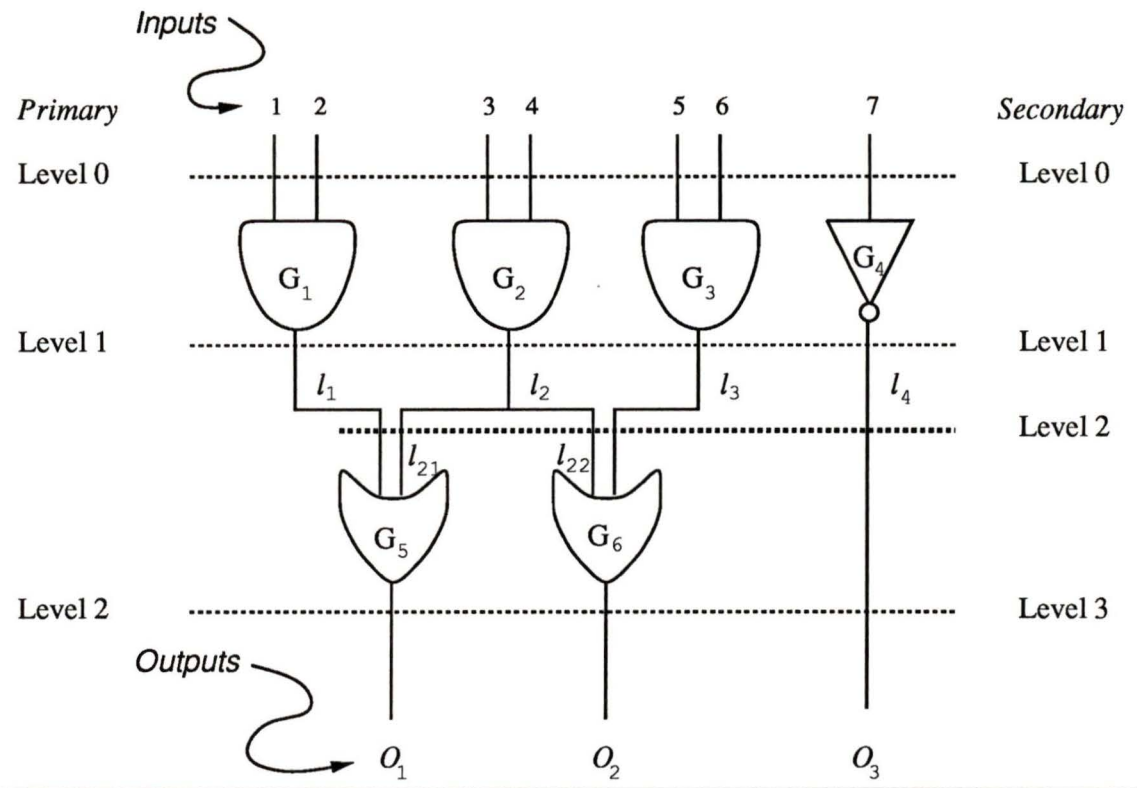 Inputs
Primary 1 2 3 4 5 6 7 Secondary
Level 0 Level 0
G₁ G₂ G₃ G₄
Level 1 Level 1
l₁ l₂ l₃ l₄
Level 2
l₂₁ l₂₂
G₅ G₆
Level 2 Level 3
Outputs
O₁ O₂ O₃